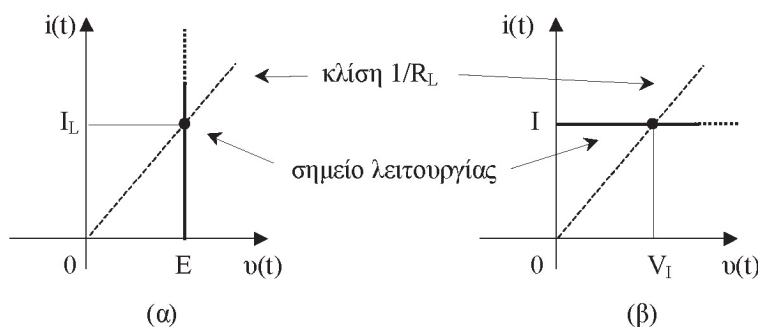 i(t)
i(t)
κλίση 1/R_L
I_L
I
σημείο λειτουργίας
0
E
υ(t)
0
V_I
υ(t)
(α)
(β)